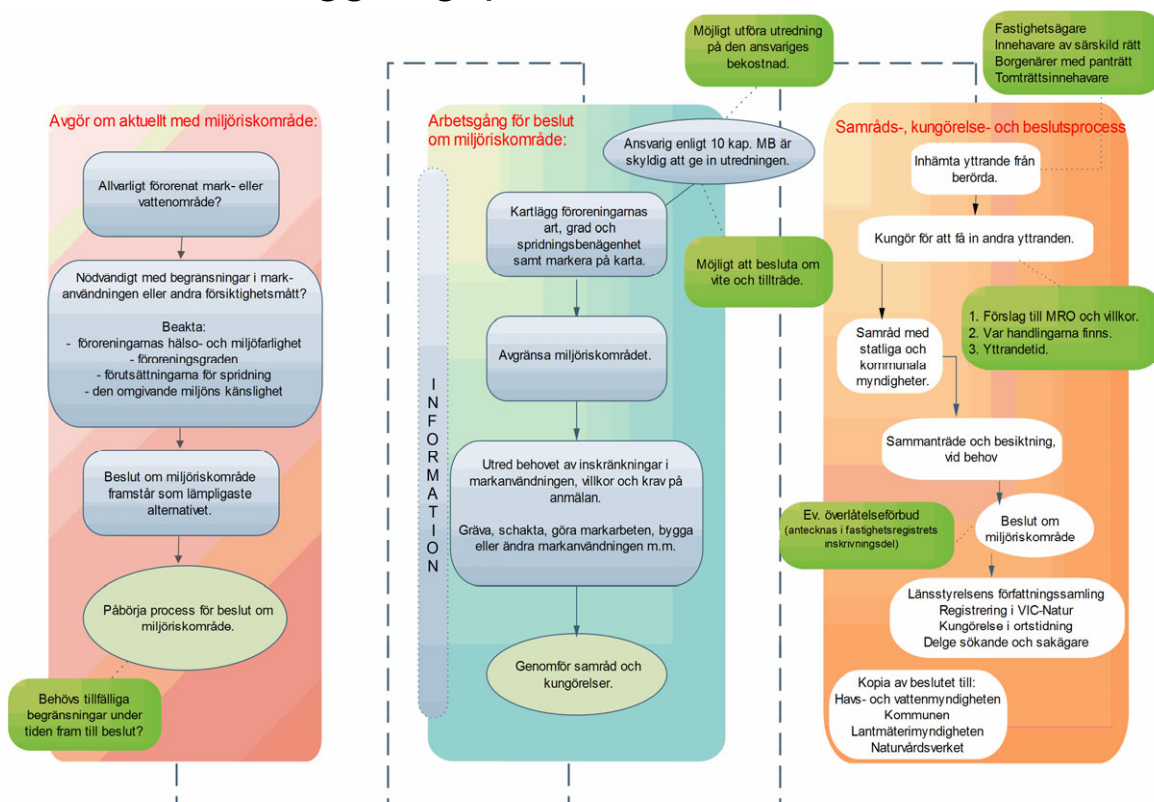 Möjligt utföra utredning
på den ansvariges
bekostnad.
Fastighetsägare
Innehavare av särskild rätt
Borgenärer med panträtt
Tomträttsinnehavare
Avgör om aktuellt med miljöriskområde:
Allvarligt förorenat mark- eller
vattenområde?
Nödvändigt med begränsningar i mark-
användningen eller andra försiktighetsmått?
Beakta:
- föroreningarnas hälso- och miljöfarlighet
- föroreningsgraden
- förutsättningarna för spridning
- den omgivande miljöns känslighet
Beslut om miljöriskområde
framstår som lämpligaste
alternativet.
Påbörja process för beslut om
miljöriskområde.
Behövs tillfälliga
begränsningar under
tiden fram till beslut?
Arbetsgång för beslut
om miljöriskområde:
Ansvarig enligt 10 kap. MB är
skyldig att ge in utredningen.
INFORMATION
Kartlägg föroreningarnas
art, grad och
spridningsbenägenhet
samt markera på karta.
Möjligt att besluta om
vite och tillträde.
Avgränsa miljöriskområdet.
Utred behovet av inskränkningar i
markanvändningen, villkor och krav på
anmälan.
Gräva, schakta, göra markarbeten, bygga
eller ändra markanvändningen m.m.
Genomför samråd och
kungörelser.
Samråds-, kungörelse- och beslutsprocess
Inhämta yttrande från
berörda.
Kungör för att få in andra yttranden.
1. Förslag till MRO och villkor.
2. Var handlingarna finns.
3. Yttrandetid.
Samråd med
statliga och
kommunala
myndigheter.
Sammanträde och besiktning,
vid behov
Ev. överlåtelseförbud
(antecknas i fastighetsregistrets
inskrivningsdel)
Beslut om
miljöriskområde
Länsstyrelsens författningssamling
Registrering i VIC-Natur
Kungörelse i ortstidning
Delge sökande och sakägare
Kopia av beslutet till:
Havs- och vattenmyndigheten
Kommunen
Lantmäterimyndigheten
Naturvårdsverket